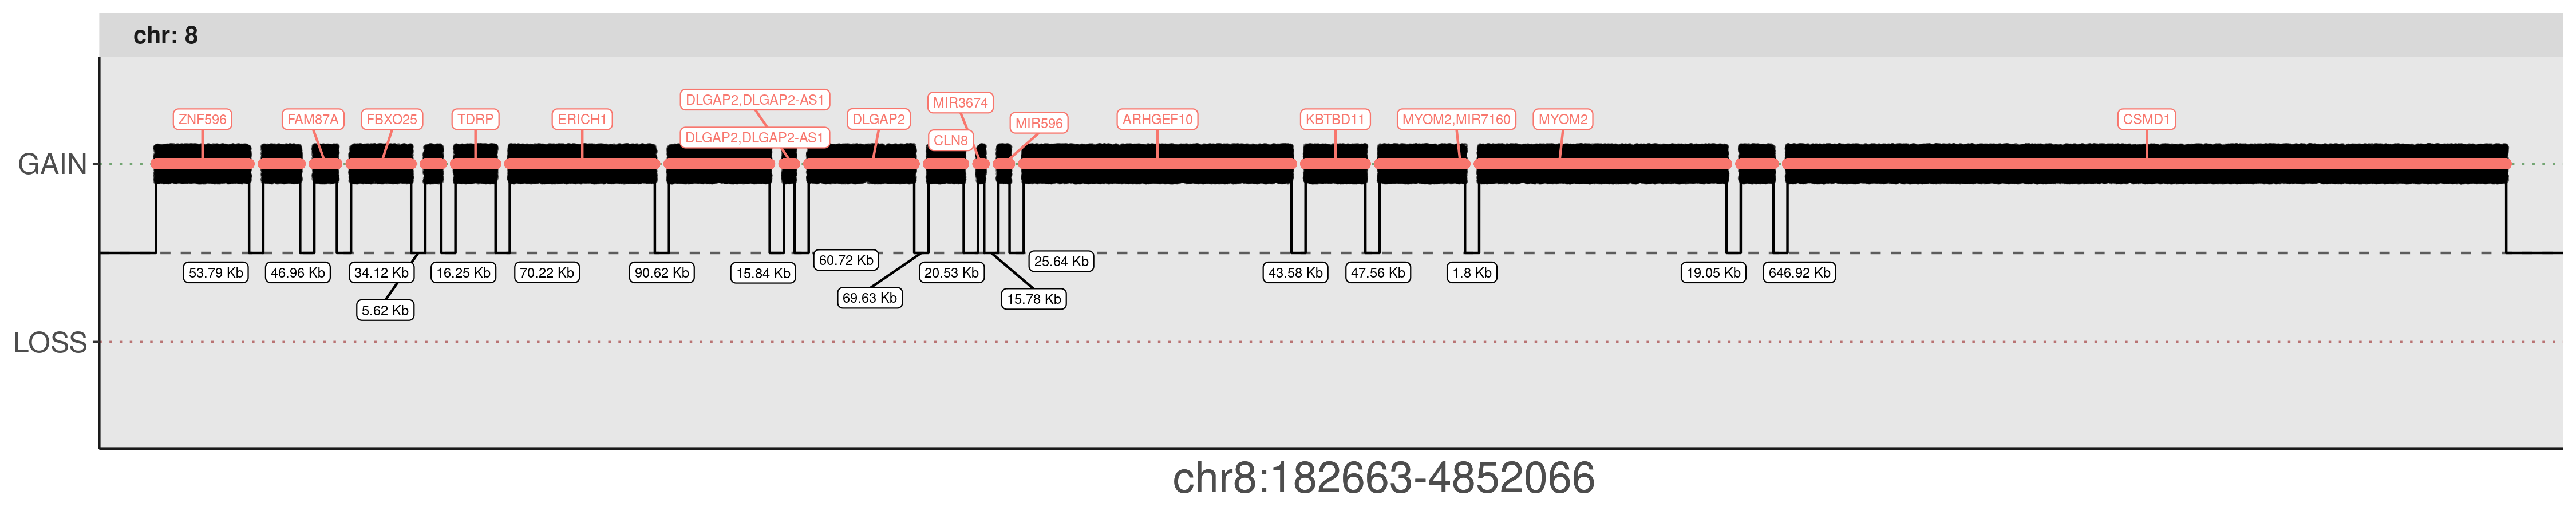 chr: 8
DLGAP2,DLGAP2-AS1
MIR3674
ZNF596 FAM87A FBXO25 TDRP ERICH1 DLGAP2 MIR596 ARHGEF10 KBTBD11 MYOM2,MIR7160 MYOM2 CSMD1
DLGAP2,DLGAP2-AS1 CLN8
GAIN
60.72 Kb 25.64 Kb
53.79 Kb 46.96 Kb 34.12 Kb 16.25 Kb 70.22 Kb 90.62 Kb 15.84 Kb 20.53 Kb 43.58 Kb 47.56 Kb 1.8 Kb 19.05 Kb 646.92 Kb
69.63 Kb 15.78 Kb
5.62 Kb
LOSS
chr8:182663-4852066